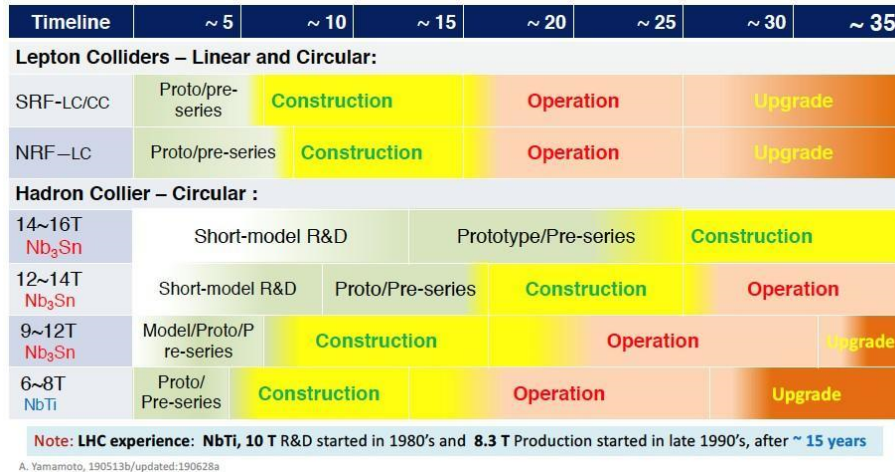 Timeline ~ 5 ~ 10 ~ 15 ~ 20 ~ 25 ~ 30 ~ 35
Lepton Colliders – Linear and Circular:
SRF-LC/CC Proto/pre-
series Construction Operation Upgrade
NRF–LC Proto/pre-series Construction Operation Upgrade
Hadron Collier – Circular :
14~16T
Nb₃Sn Short-model R&D Prototype/Pre-series Construction
12~14T
Nb₃Sn Short-model R&D Proto/Pre-series Construction Operation
9~12T
Nb₃Sn Model/Proto/P
re-series Construction Operation Upgrade
6~8T
NbTi Proto/
Pre-series Construction Operation Upgrade
Note: LHC experience: NbTi, 10 T R&D started in 1980's and 8.3 T Production started in late 1990's, after ~ 15 years
A. Yamamoto, 190513b/updated:190628a